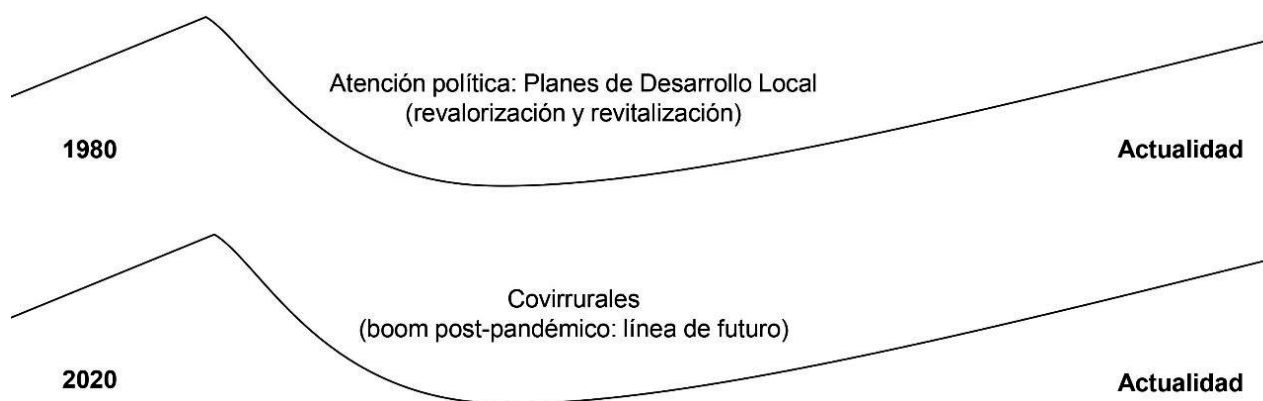 Atención política: Planes de Desarrollo Local
(revalorización y revitalización)
1980
Actualidad
Covirrurales
(boom post-pandémico: línea de futuro)
2020
Actualidad